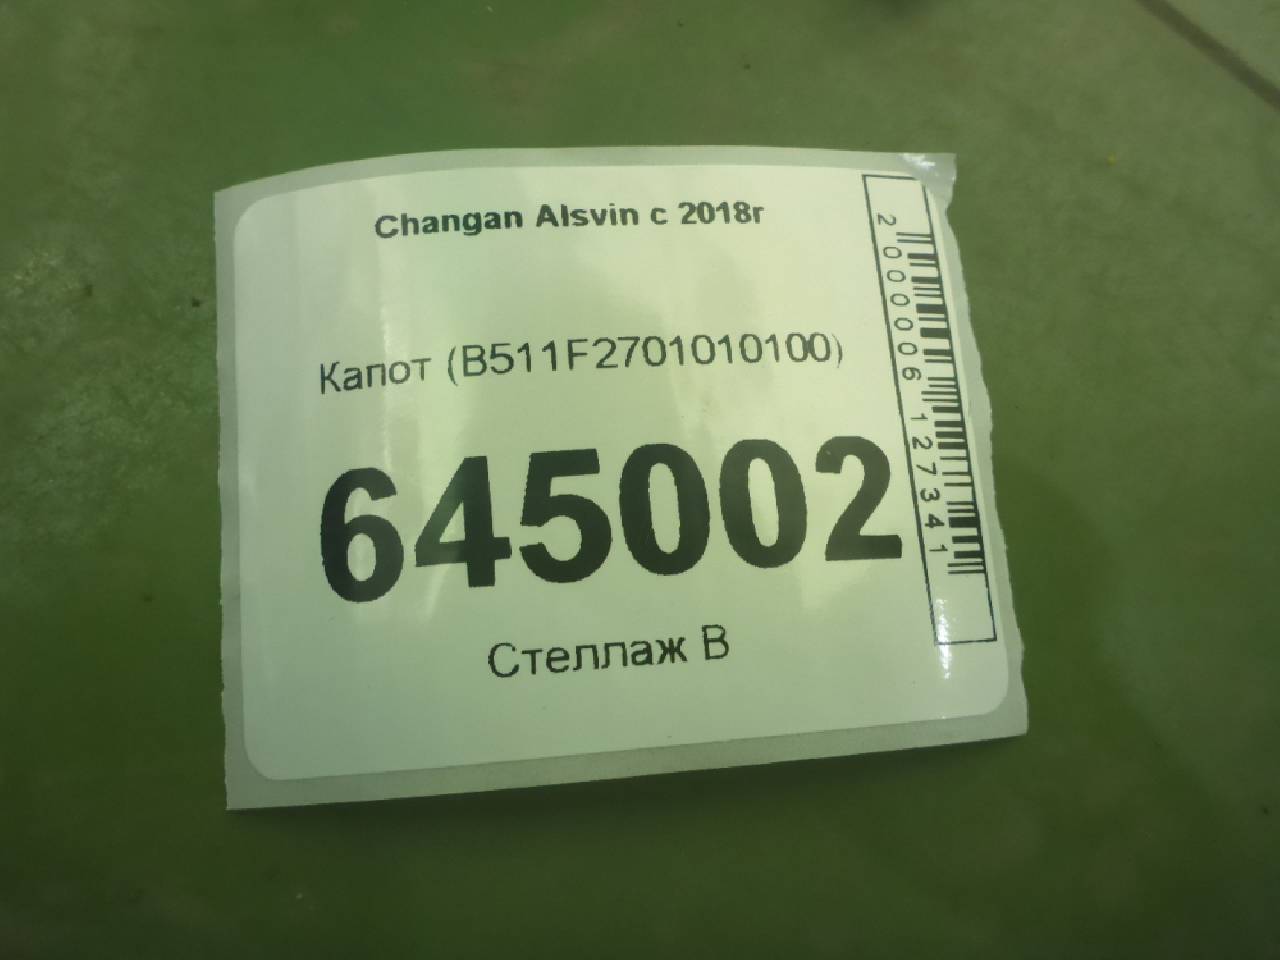 Changan Alsvin с 2018г
Капот (B511F2701010100)
645002
Стеллаж В
2000006127341